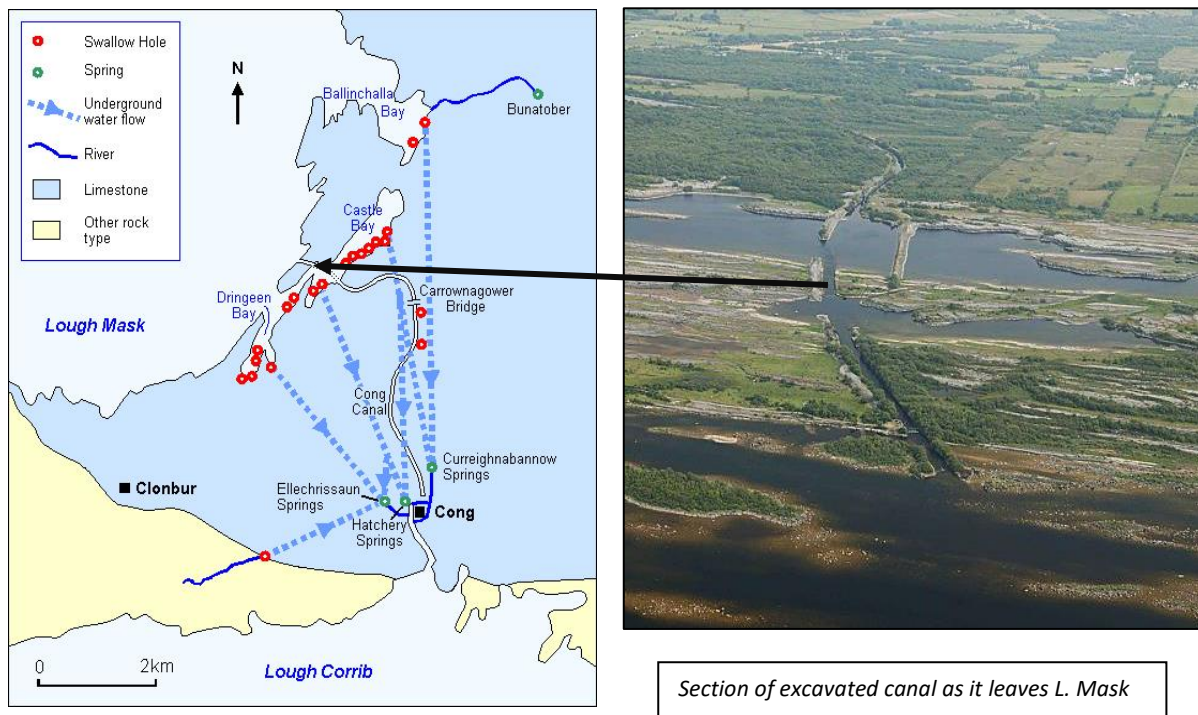 Swallow Hole
Spring
Underground
water flow
River
Limestone
Other rock
type
N
Ballinchalla
Bay
Bunatober
Castle
Bay
Carrownagower
Bridge
Dringeen
Bay
Lough Mask
Cong
Canal
Curreighnabannow
Springs
Clonbur
Ellechrissaun
Springs
Hatchery
Springs
Cong
0
2km
Lough Corrib
Section of excavated canal as it leaves L. Mask